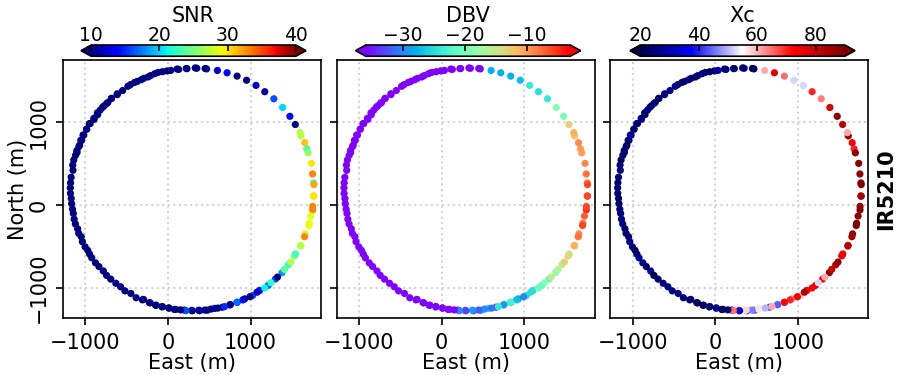 SNR DBV Xc
10 20 30 40 −30 −20 −10 20 40 60 80
North (m)
1000
0
−1000
IR5210
−1000 0 1000 −1000 0 1000 −1000 0 1000
East (m) East (m) East (m)